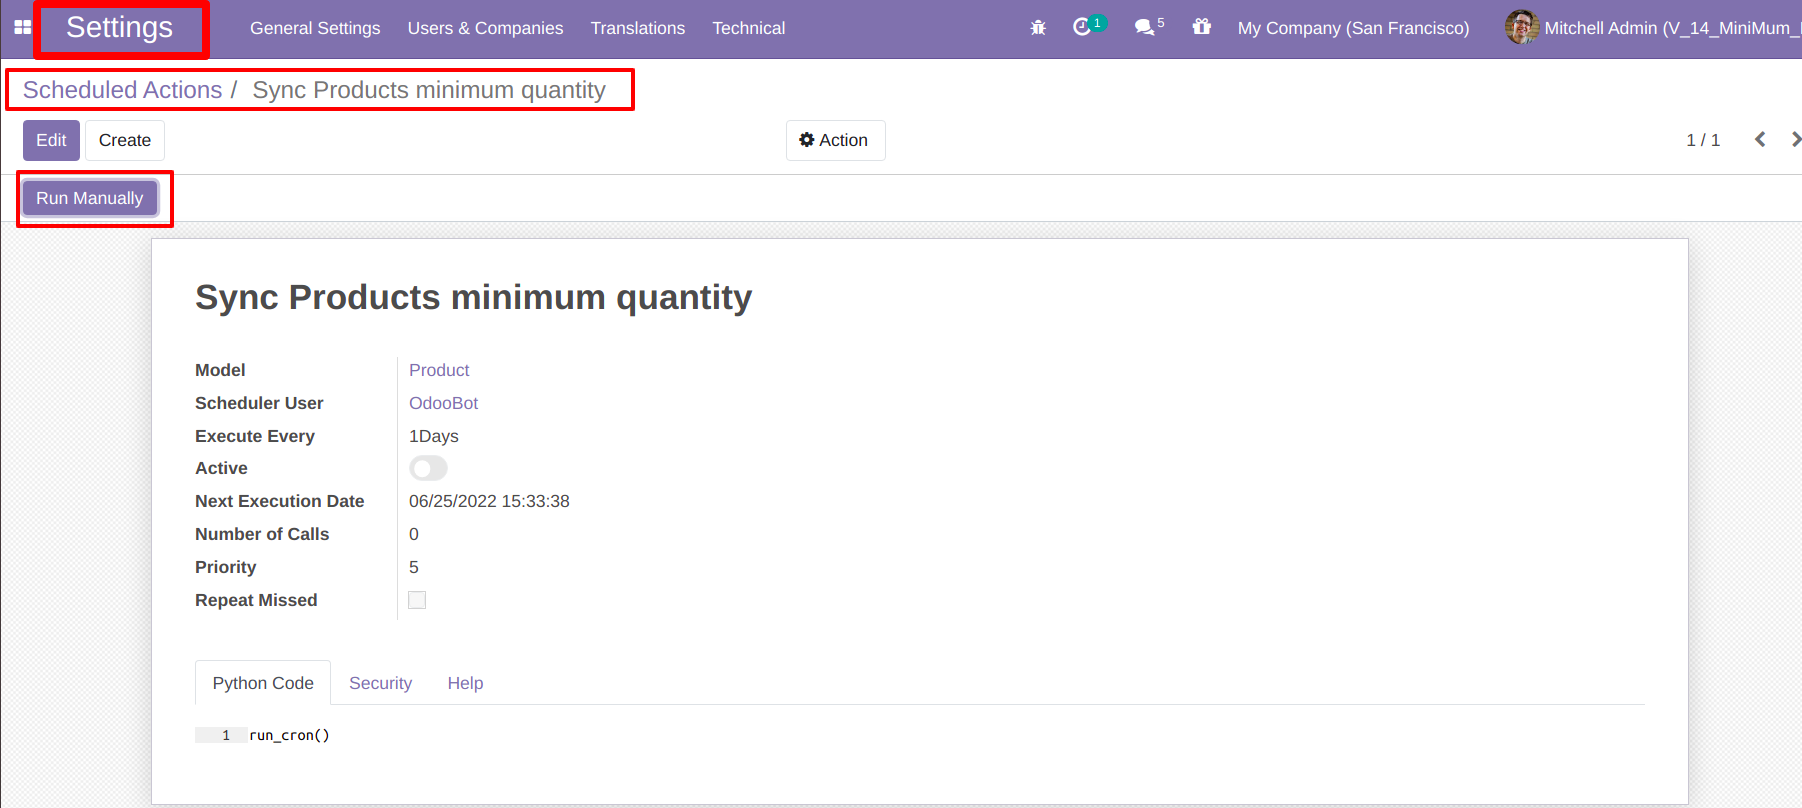 Settings General Settings Users & Companies Translations Technical 1 5 My Company (San Francisco) Mitchell Admin (V_14_MiniMum_
Scheduled Actions / Sync Products minimum quantity
Edit Create Action 1 / 1
Run Manually
Sync Products minimum quantity
Model Product
Scheduler User OdooBot
Execute Every 1Days
Active
Next Execution Date 06/25/2022 15:33:38
Number of Calls 0
Priority 5
Repeat Missed
Python Code Security Help
1 run_cron()